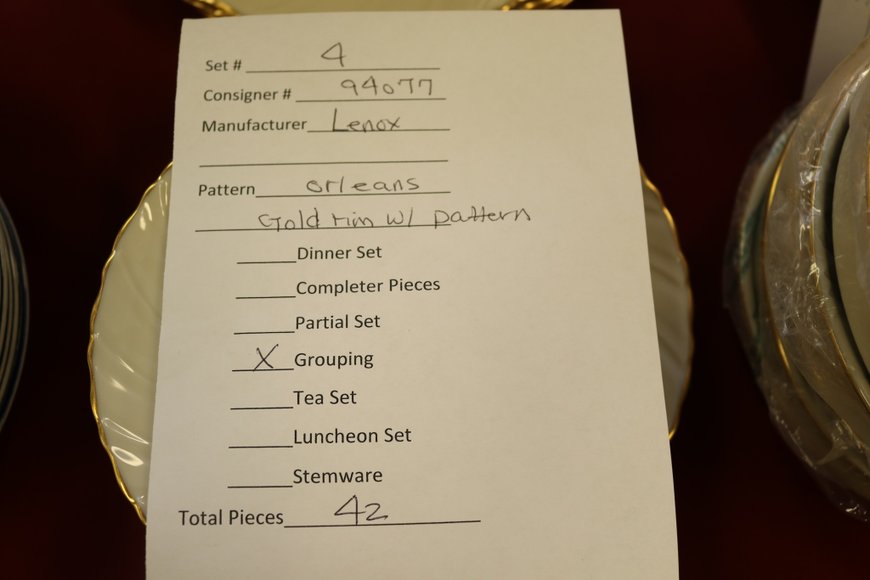 Set # 4
Consigner # 94077
Manufacturer Lenox
Pattern orleans
Gold rim w/ pattern
Dinner Set
Completer Pieces
Partial Set
X Grouping
Tea Set
Luncheon Set
Stemware
Total Pieces 42